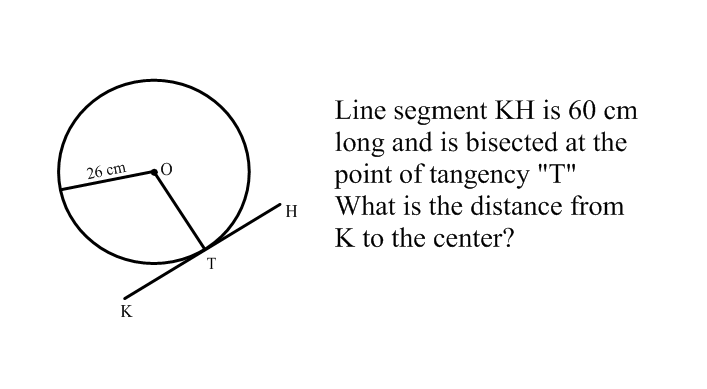 Line segment KH is 60 cm
long and is bisected at the
point of tangency "T"
What is the distance from
K to the center?
26 cm
O
H
T
K